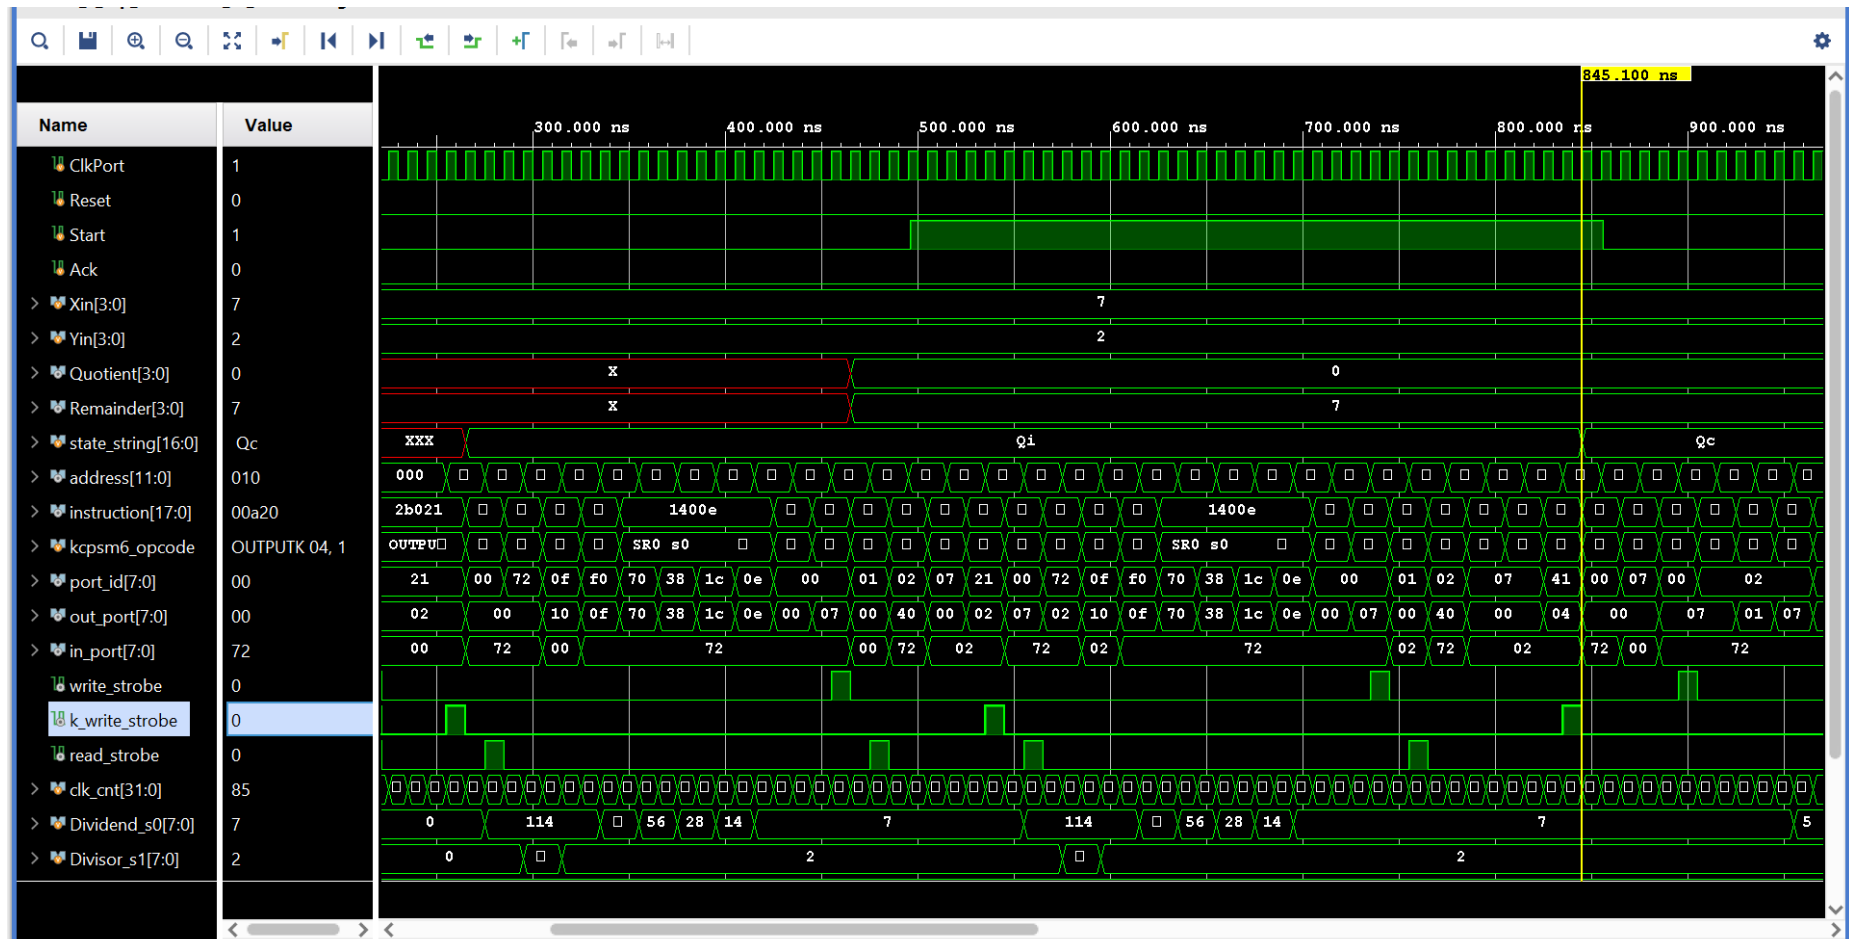 845.100 ns
Name Value
300.000 ns 400.000 ns 500.000 ns 600.000 ns 700.000 ns 800.000 ns 900.000 ns
ClkPort 1
Reset 0
Start 1
Ack 0
Xin[3:0] 7 7
Yin[3:0] 2 2
Quotient[3:0] 0 X 0
Remainder[3:0] 7 X 7
state_string[16:0] Qc XXX Qi Qc
address[11:0] 010 000
instruction[17:0] 00a20 2b021 1400e 1400e
kcpsm6_opcode OUTPUTK 04, 1 OUTPU SR0 s0 SR0 s0
port_id[7:0] 00 21 00 72 0f f0 70 38 1c 0e 00 01 02 07 21 00 72 0f f0 70 38 1c 0e 00 01 02 07 41 00 07 00 02
out_port[7:0] 00 02 00 10 0f 70 38 1c 0e 00 07 00 40 00 02 07 02 10 0f 70 38 1c 0e 00 07 00 40 00 04 00 07 01 07
in_port[7:0] 72 00 72 00 72 00 72 02 72 02 72 02 72 02 72 00 72
write_strobe 0
k_write_strobe 0
read_strobe 0
clk_cnt[31:0] 85
Dividend_s0[7:0] 7 0 114 56 28 14 7 114 56 28 14 7 5
Divisor_s1[7:0] 2 0 2 2